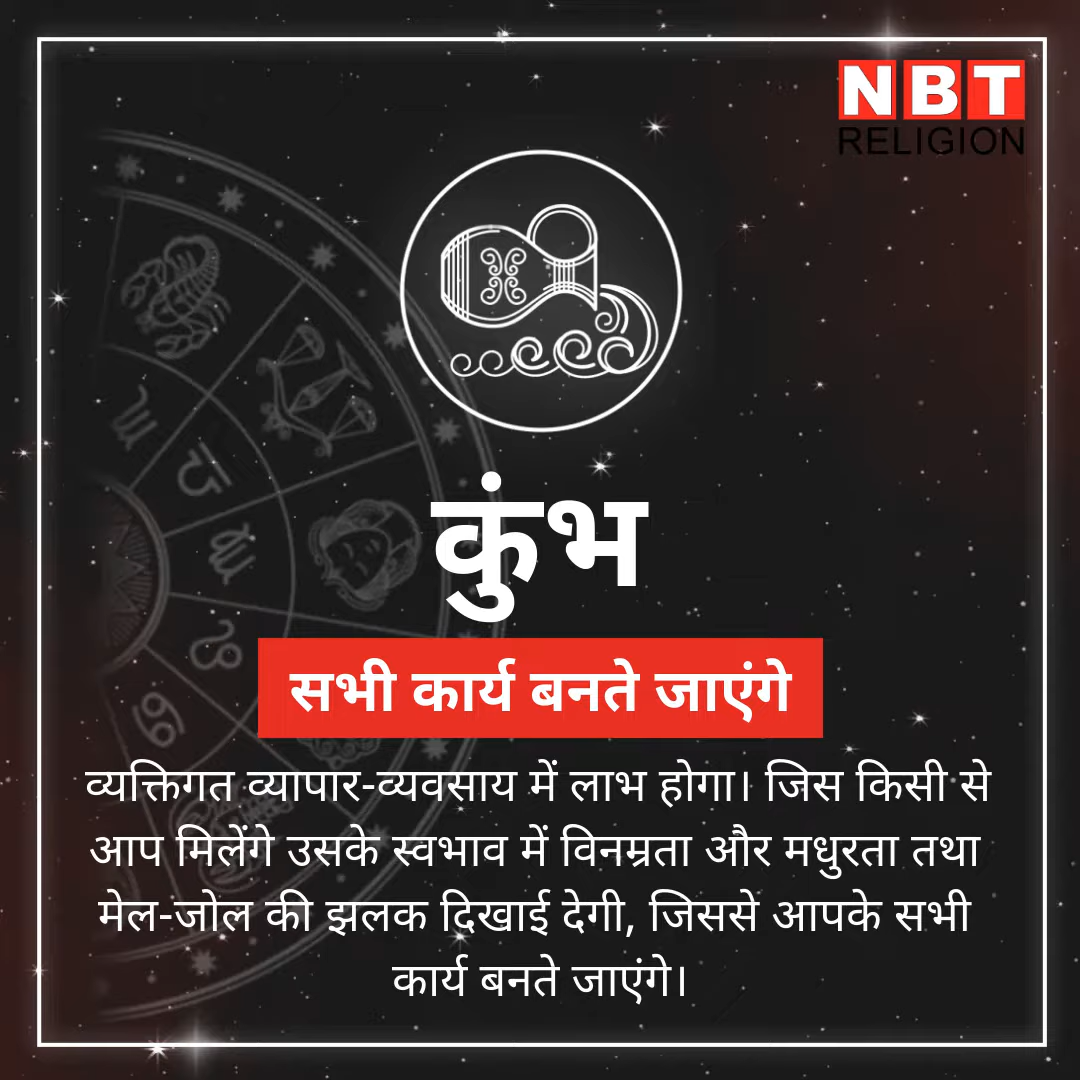 NBT
RELIGION
कुंभ
सभी कार्य बनते जाएंगे
व्यक्तिगत व्यापार-व्यवसाय में लाभ होगा। जिस किसी से
आप मिलेंगे उसके स्वभाव में विनम्रता और मधुरता तथा
मेल-जोल की झलक दिखाई देगी, जिससे आपके सभी
कार्य बनते जाएंगे।